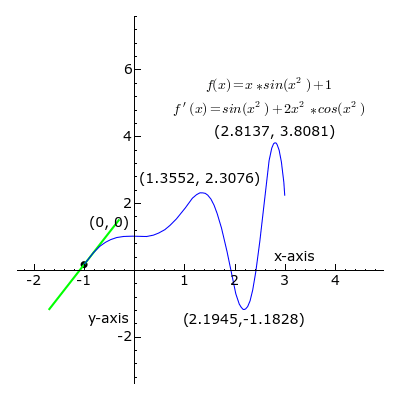 6
f(x)=x*sin(x²)+1
f'(x)=sin(x²)+2x²*cos(x²)
4
(2.8137, 3.8081)
(1.3552, 2.3076)
2
(0, 0)
x-axis
-2 -1 1 2 3 4
y-axis
(2.1945,-1.1828)
-2